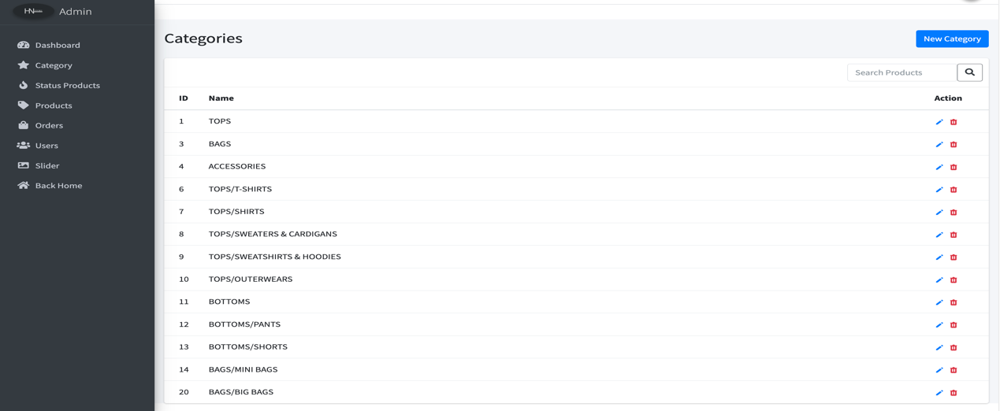 HN Admin
Dashboard
Category
Status Products
Products
Orders
Users
Slider
Back Home
Categories
New Category
Search Products
ID Name Action
1 TOPS
3 BAGS
4 ACCESSORIES
6 TOPS/T-SHIRTS
7 TOPS/SHIRTS
8 TOPS/SWEATERS & CARDIGANS
9 TOPS/SWEATSHIRTS & HOODIES
10 TOPS/OUTERWEARS
11 BOTTOMS
12 BOTTOMS/PANTS
13 BOTTOMS/SHORTS
14 BAGS/MINI BAGS
20 BAGS/BIG BAGS